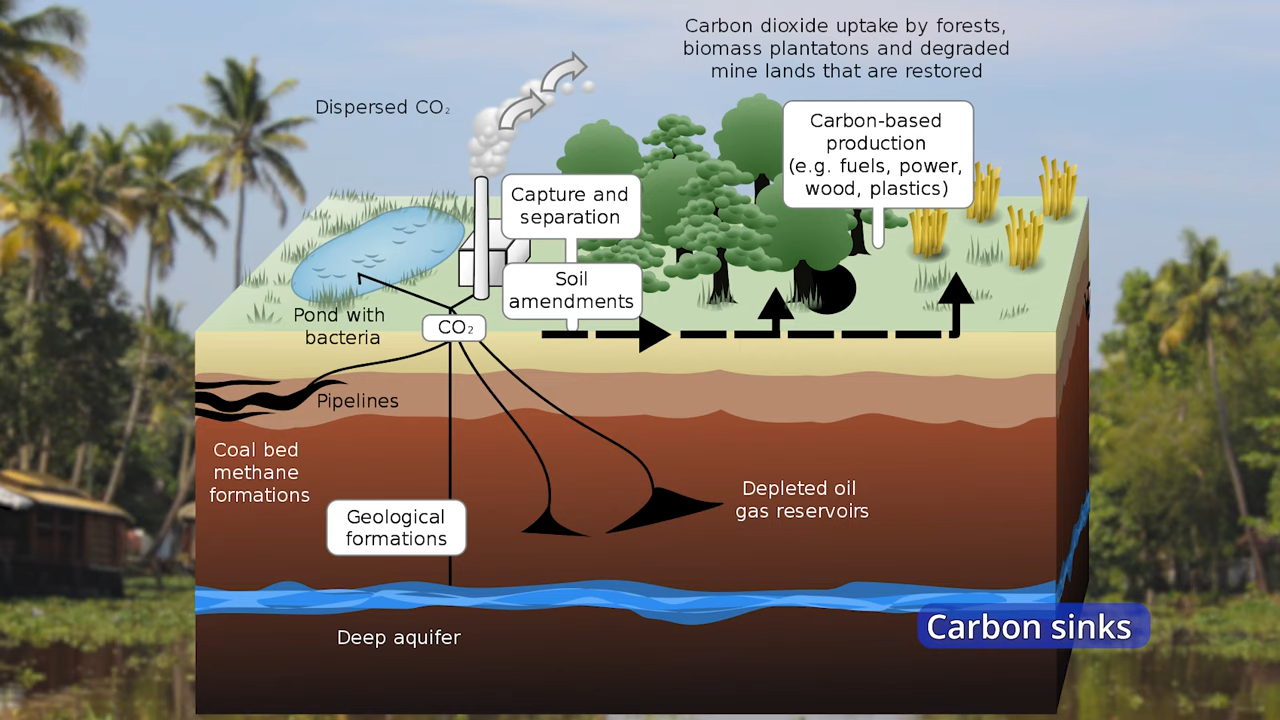 Carbon dioxide uptake by forests,
biomass plantatons and degraded
mine lands that are restored
Dispersed CO₂
Carbon-based
production
(e.g. fuels, power,
wood, plastics)
Capture and
separation
Soil
amendments
Pond with
bacteria
CO₂
Pipelines
Coal bed
methane
formations
Geological
formations
Depleted oil
gas reservoirs
Deep aquifer
Carbon sinks